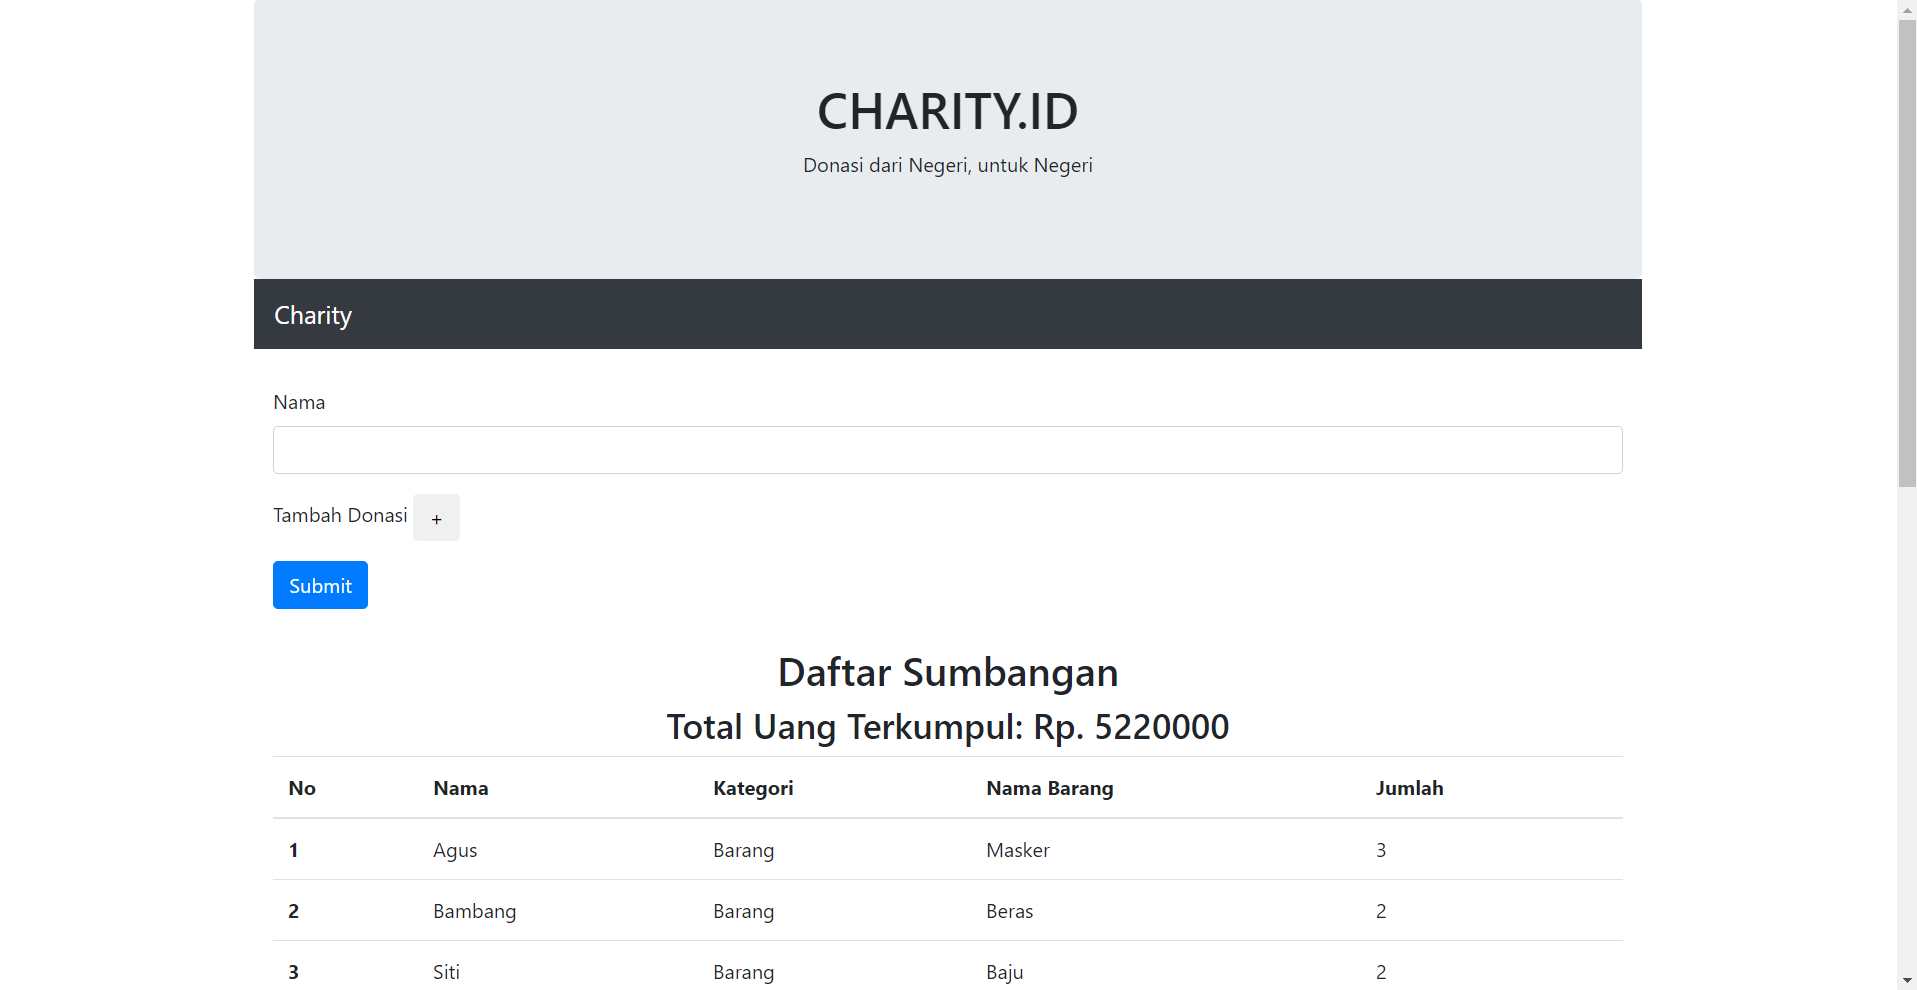 CHARITY.ID
Donasi dari Negeri, untuk Negeri
Charity
Nama
Tambah Donasi +
Submit
Daftar Sumbangan
Total Uang Terkumpul: Rp. 5220000
No Nama Kategori Nama Barang Jumlah
1 Agus Barang Masker 3
2 Bambang Barang Beras 2
3 Siti Barang Baju 2